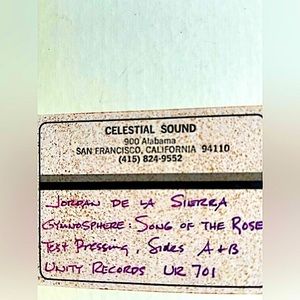 CELESTIAL SOUND
900 Alabama
SAN FRANCISCO, CALIFORNIA 94110
(415) 824-9552
JORDAN DE LA SIERRA
GYMNOSPHERE: SONG OF THE ROSE
TEST PRESSING, SIDES A+B
UNITY RECORDS UR 701